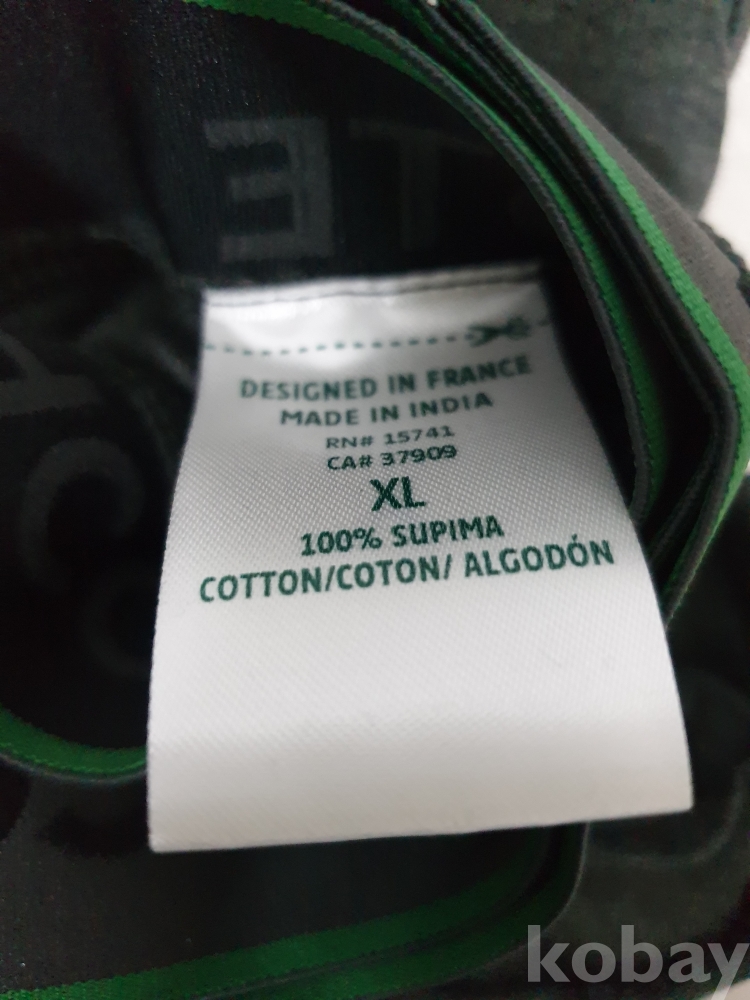 DESIGNED IN FRANCE
MADE IN INDIA
RN# 15741
CA# 37909
XL
100% SUPIMA
COTTON/COTON/ ALGODÓN
kobay